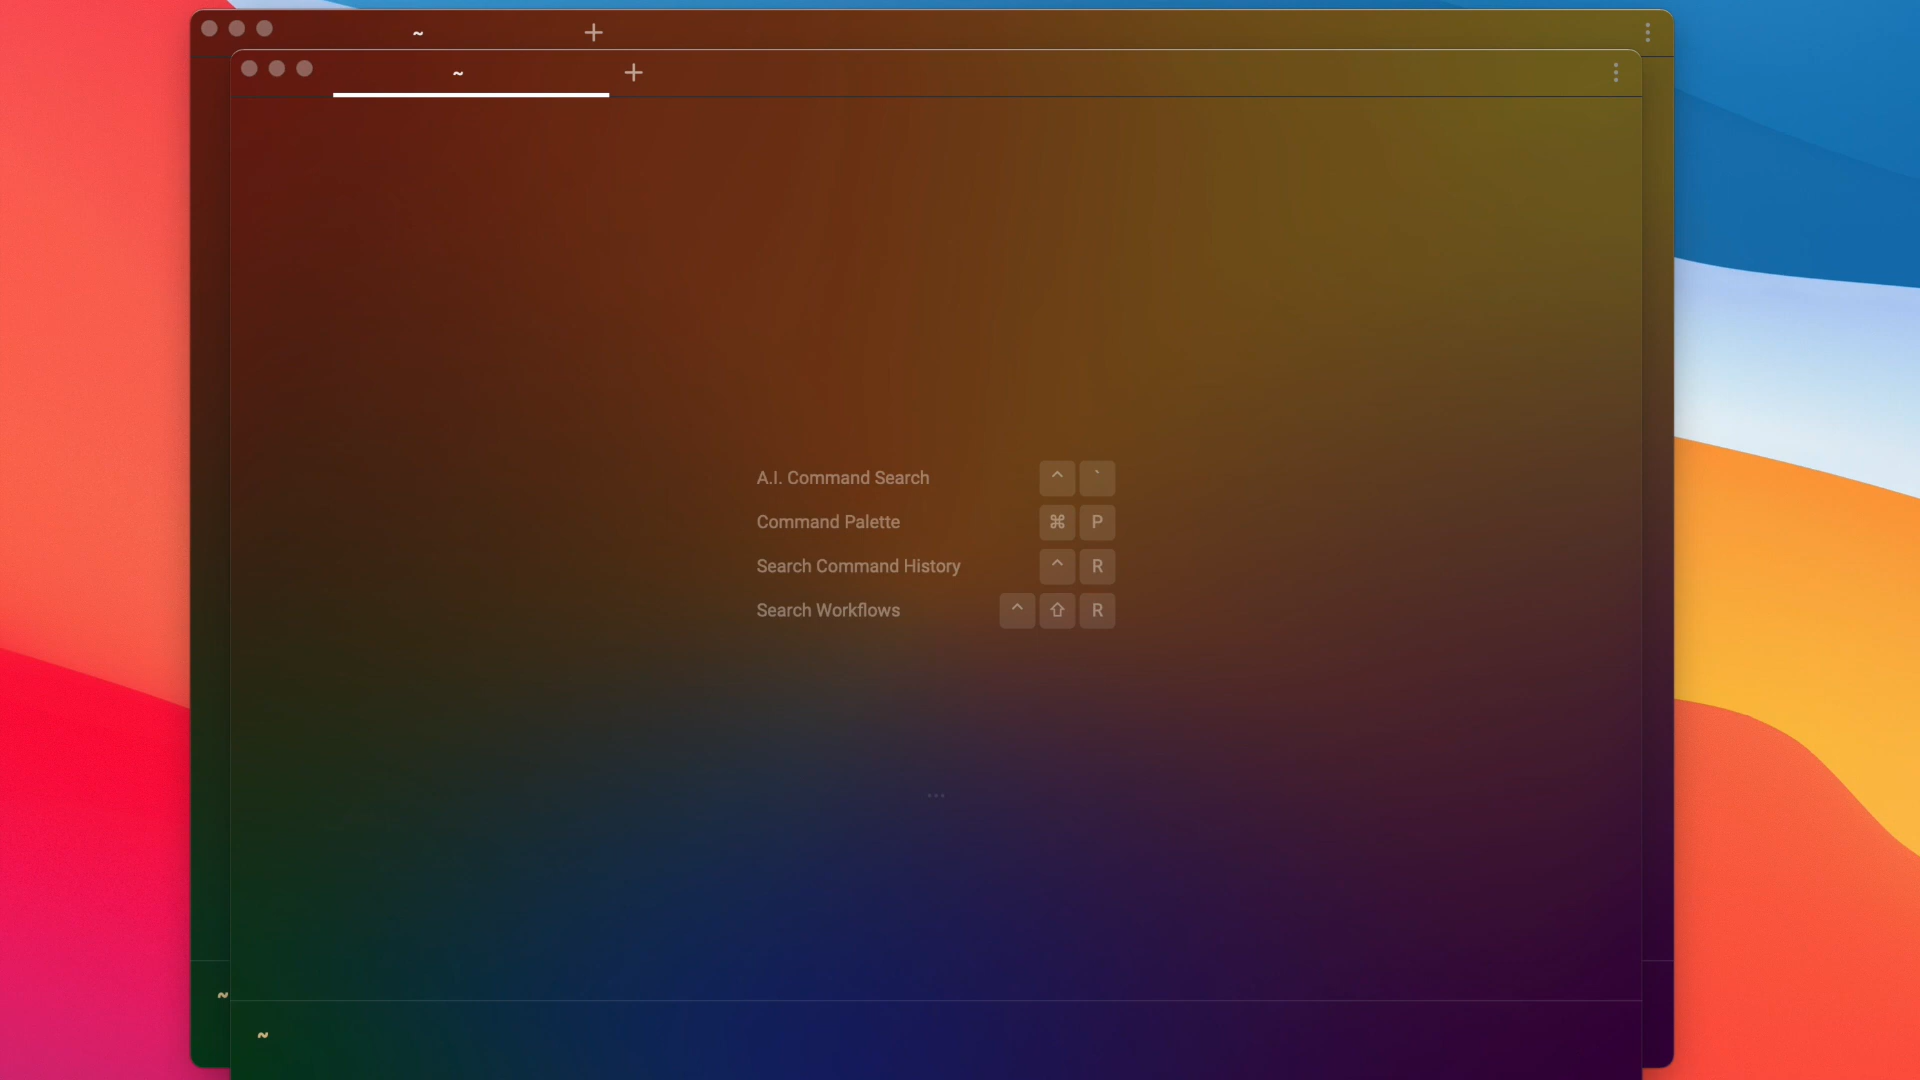 ~ +
~ +
A.I. Command Search ^ `
Command Palette ⌘ P
Search Command History ^ R
Search Workflows ^ ⇧ R
...
~
~